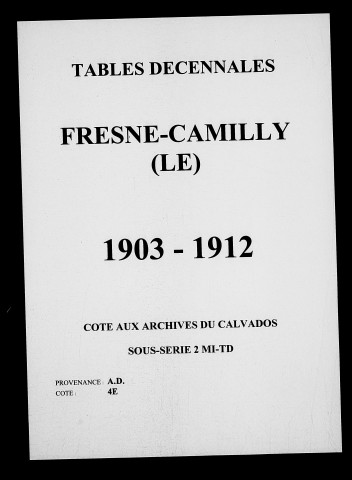 TABLES DECENNALES
FRESNE-CAMILLY
(LE)
1903 - 1912
COTE AUX ARCHIVES DU CALVADOS
SOUS-SERIE 2 MI-TD
PROVENANCE : A.D.
COTE : 4E